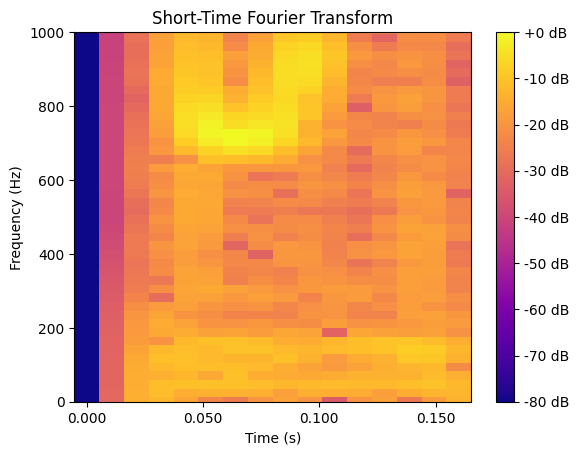 Short-Time Fourier Transform
1000
800
600
400
200
0
Frequency (Hz)
0.000
0.050
0.100
0.150
Time (s)
+0 dB
-10 dB
-20 dB
-30 dB
-40 dB
-50 dB
-60 dB
-70 dB
-80 dB